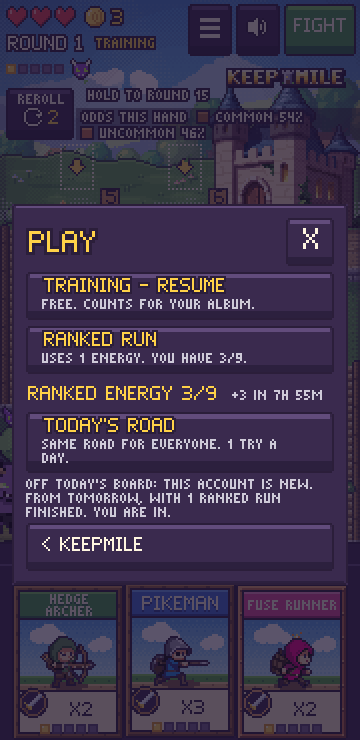 3
FIGHT
ROUND 1 TRAINING
KEEPMILE
HOLD TO ROUND 15
REROLL
2
ODDS THIS HAND COMMON 54%
UNCOMMON 46%
5 6
PLAY
X
TRAINING - RESUME
FREE. COUNTS FOR YOUR ALBUM.
RANKED RUN
USES 1 ENERGY. YOU HAVE 3/9.
RANKED ENERGY 3/9 +3 IN 7H 55M
TODAY'S ROAD
SAME ROAD FOR EVERYONE. 1 TRY A
DAY.
OFF TODAY'S BOARD: THIS ACCOUNT IS NEW.
FROM TOMORROW, WITH 1 RANKED RUN
FINISHED, YOU ARE IN.
< KEEPMILE
HEDGE
ARCHER
PIKEMAN
FUSE RUNNER
X2
X3
X2